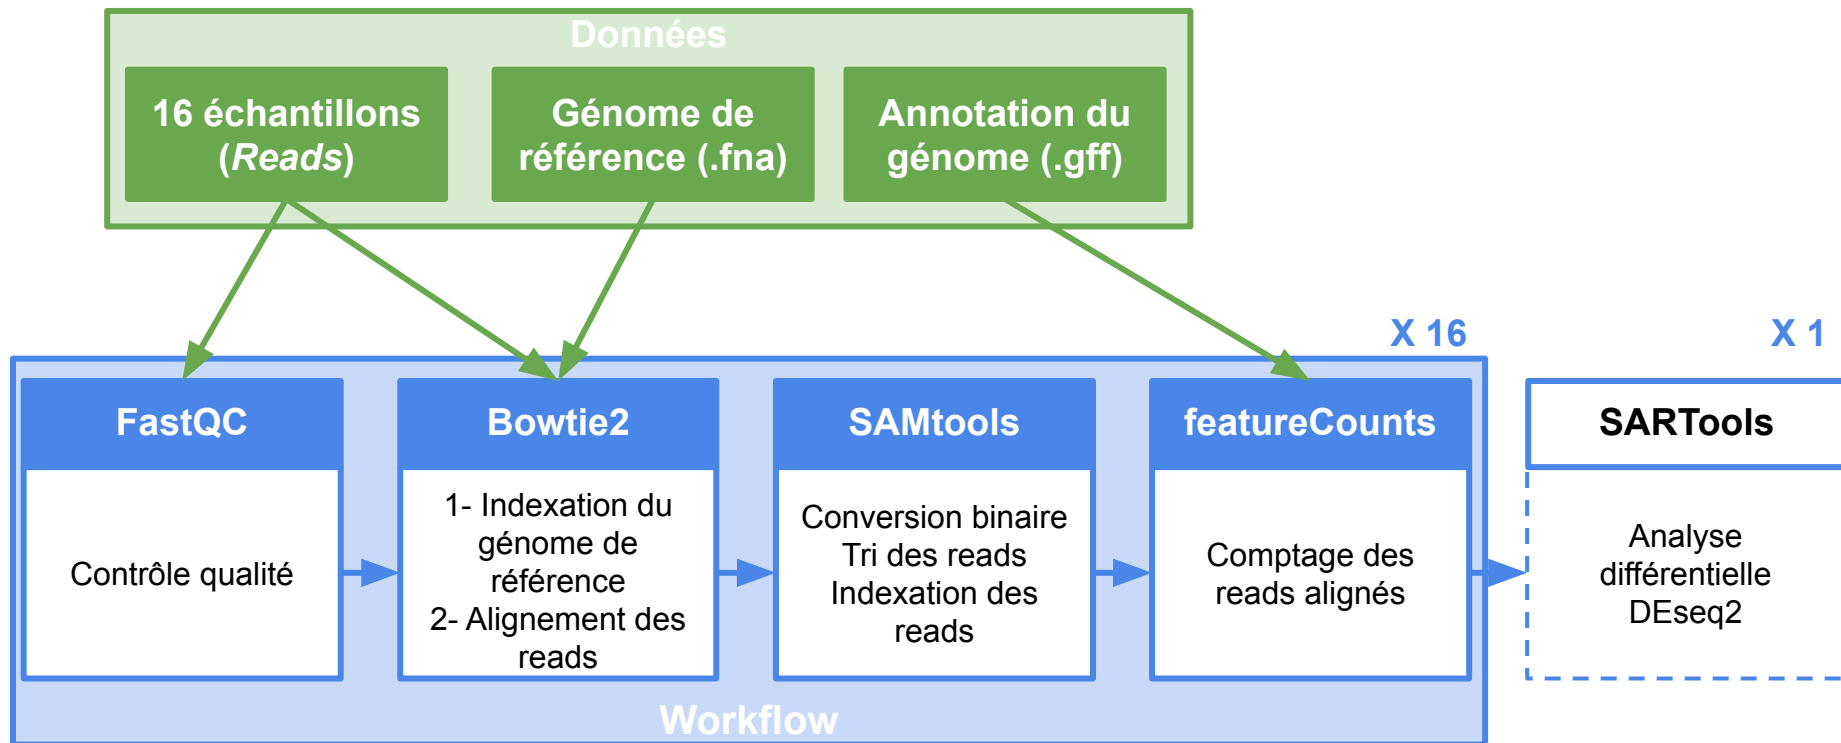 Données
16 échantillons
(Reads)
Génome de
référence (.fna)
Annotation du
génome (.gff)
X 16
X 1
FastQC
Contrôle qualité
Bowtie2
1- Indexation du
génome de
référence
2- Alignement des
reads
SAMtools
Conversion binaire
Tri des reads
Indexation des
reads
featureCounts
Comptage des
reads alignés
SARTools
Analyse
différentielle
DEseq2
Workflow